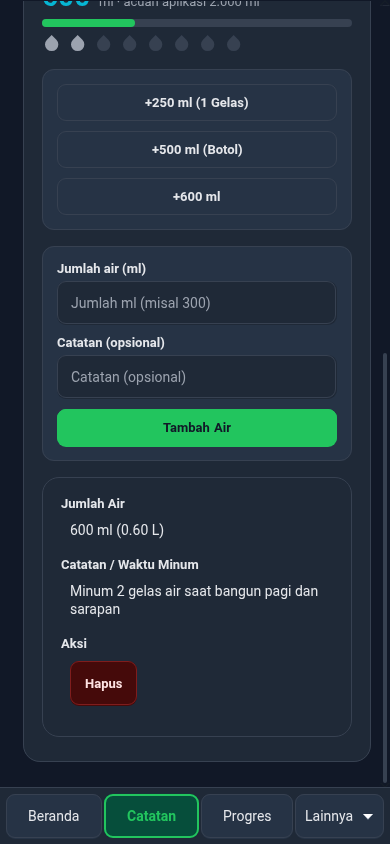 ml · acuan aplikasi 2.000 ml
+250 ml (1 Gelas)
+500 ml (Botol)
+600 ml
Jumlah air (ml)
Jumlah ml (misal 300)
Catatan (opsional)
Catatan (opsional)
Tambah Air
Jumlah Air
600 ml (0.60 L)
Catatan / Waktu Minum
Minum 2 gelas air saat bangun pagi dan
sarapan
Aksi
Hapus
Beranda
Catatan
Progres
Lainnya